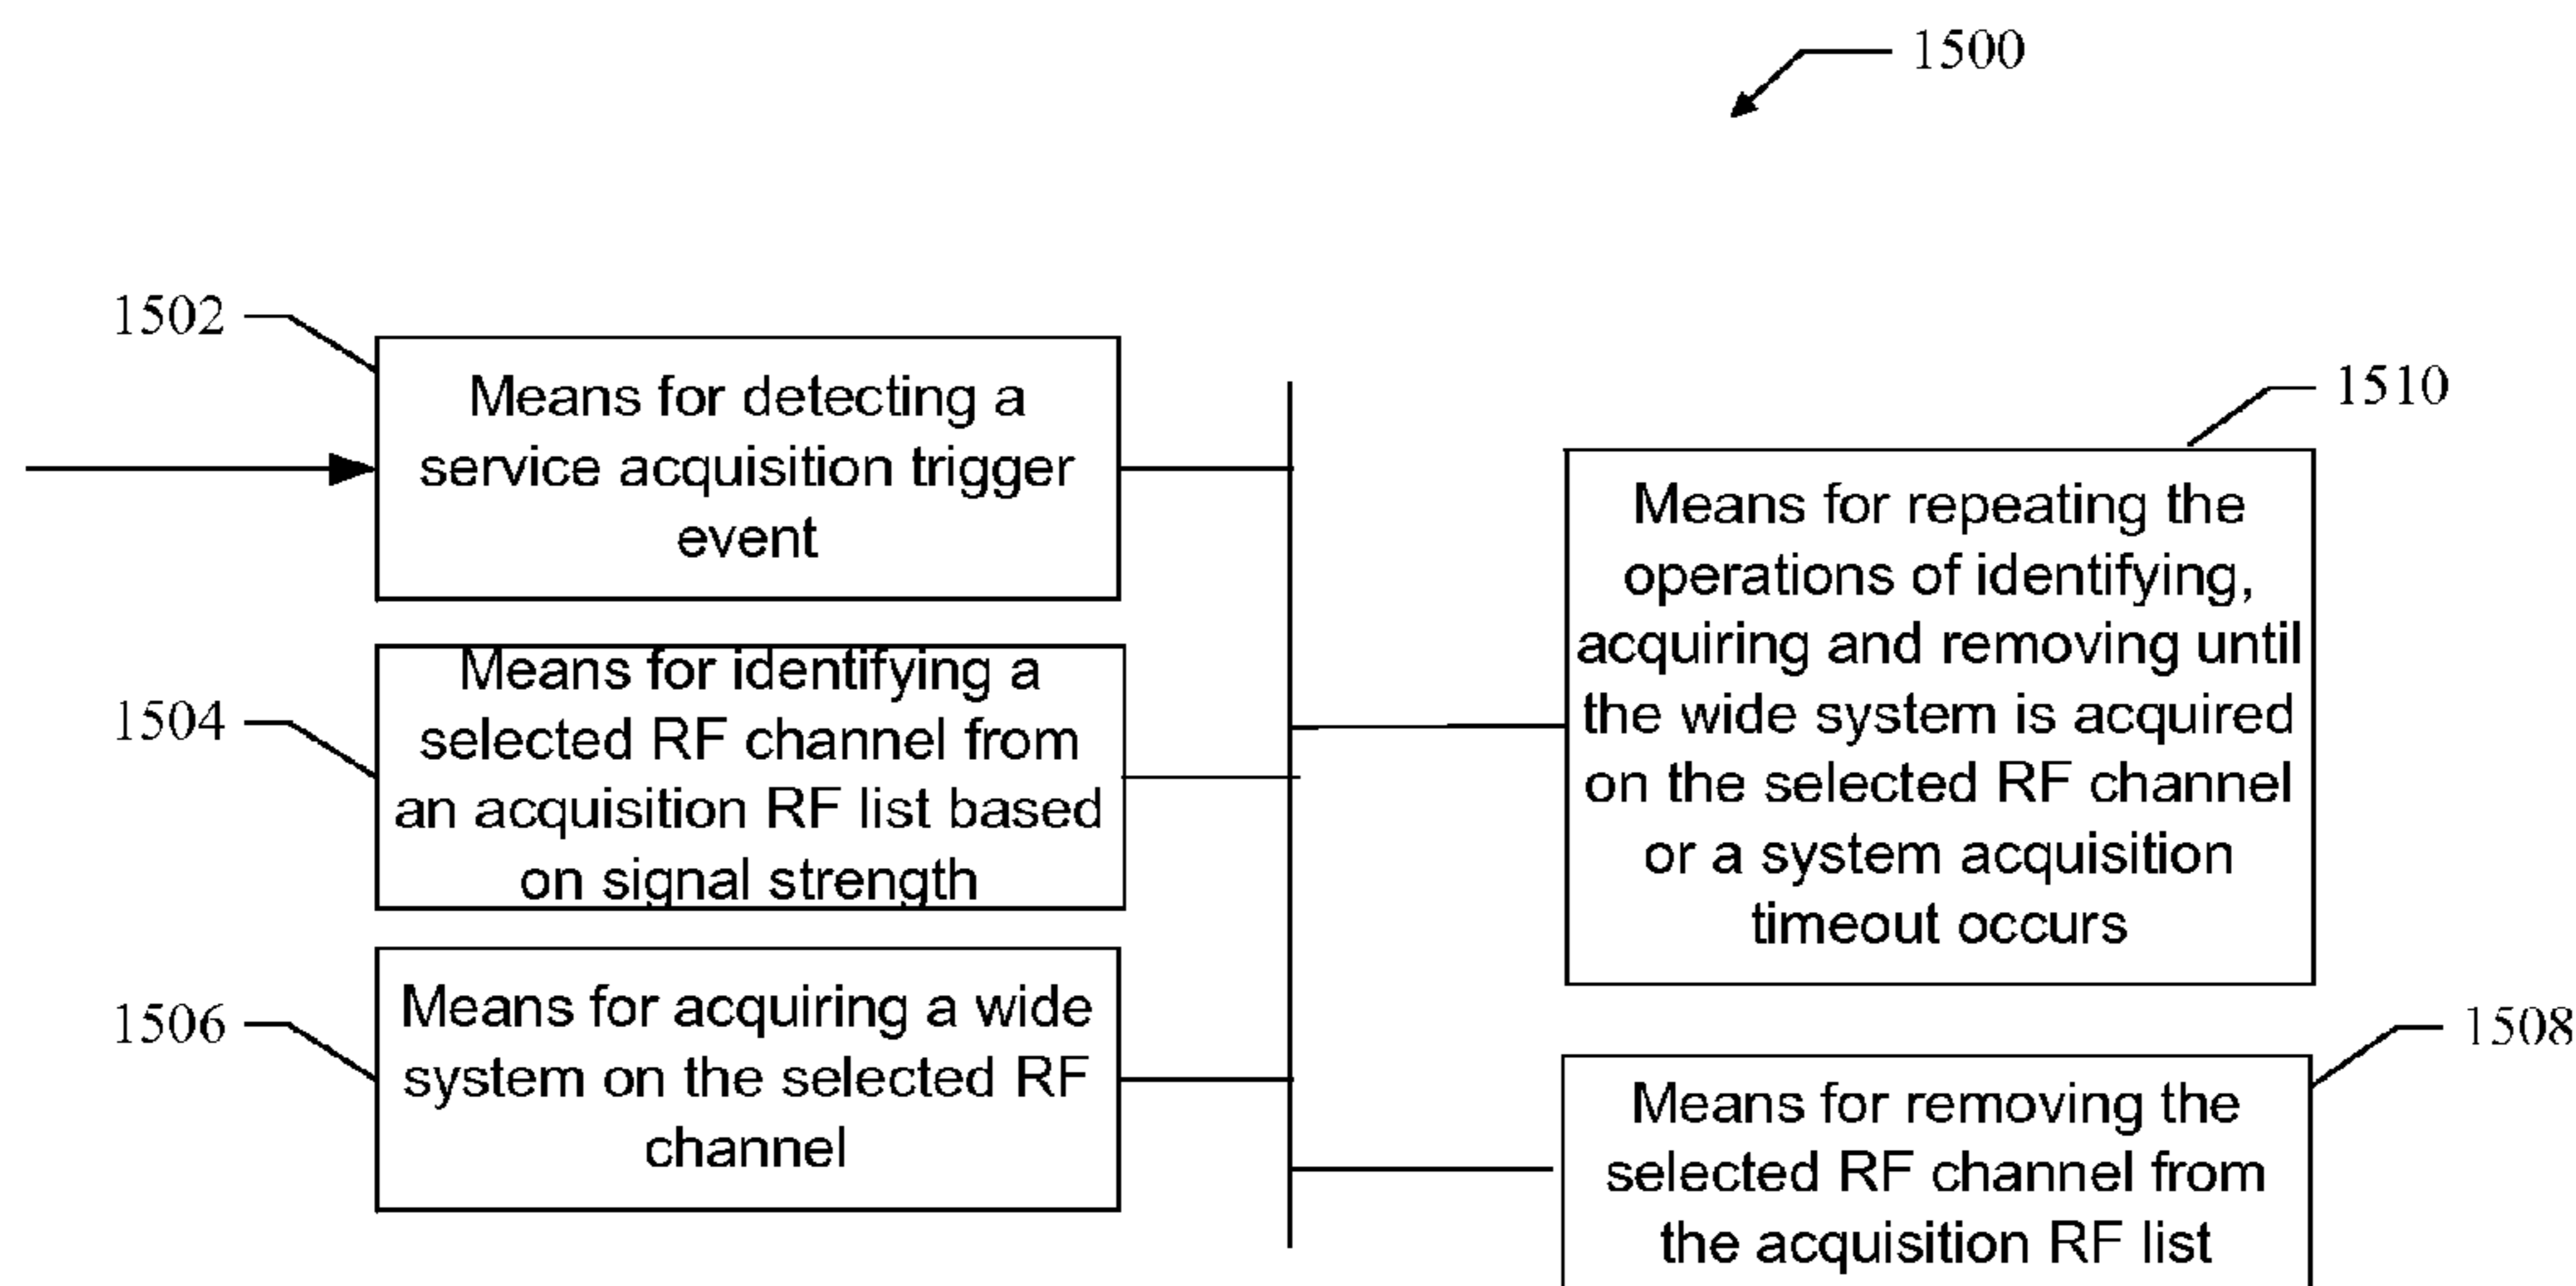 1500
1502
Means for detecting a
service acquisition trigger
event
1504
Means for identifying a
selected RF channel from
an acquisition RF list based
on signal strength
1506
Means for acquiring a wide
system on the selected RF
channel
1510
Means for repeating the
operations of identifying,
acquiring and removing until
the wide system is acquired
on the selected RF channel
or a system acquisition
timeout occurs
1508
Means for removing the
selected RF channel from
the acquisition RF list